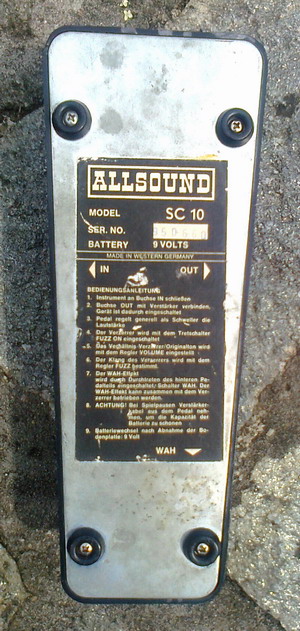 ALLSOUND
MODEL SC 10
SER. NO.
BATTERY 9 VOLTS
MADE IN WESTERN GERMANY
IN OUT
BEDIENUNGSANLEITUNG
1. Instrument an Buchse IN schließen
2. Buchse OUT mit Verstärker verbinden,
Gerät ist dadurch eingeschaltet
3. Pedal regelt generell als Schweller die
Lautstärke
4. Der Verzerrer wird mit dem Tretschalter
FUZZ ON eingeschaltet
5. Das Verhältnis Verzerrer/Originalton wird
mit dem Regler VOLUME eingestellt
6. Der Klang des Verzerrers wird mit dem
Regler FUZZ bestimmt.
7. Der WAH-Effekt
wird durch Durchtreten des hinteren Pe-
dalteils eingeschaltet: Schalter WAH. Der
WAH-Effekt kann zusammen mit dem Ver-
zerrer betrieben werden.
8. ACHTUNG! Bei Spielpausen Verstärker-
kabel aus dem Pedal neh-
men, um die Kapazität der
Batterie zu schonen
9. Batteriewechsel nach Abnahme der Bo-
denplatte: 9 Volt
WAH